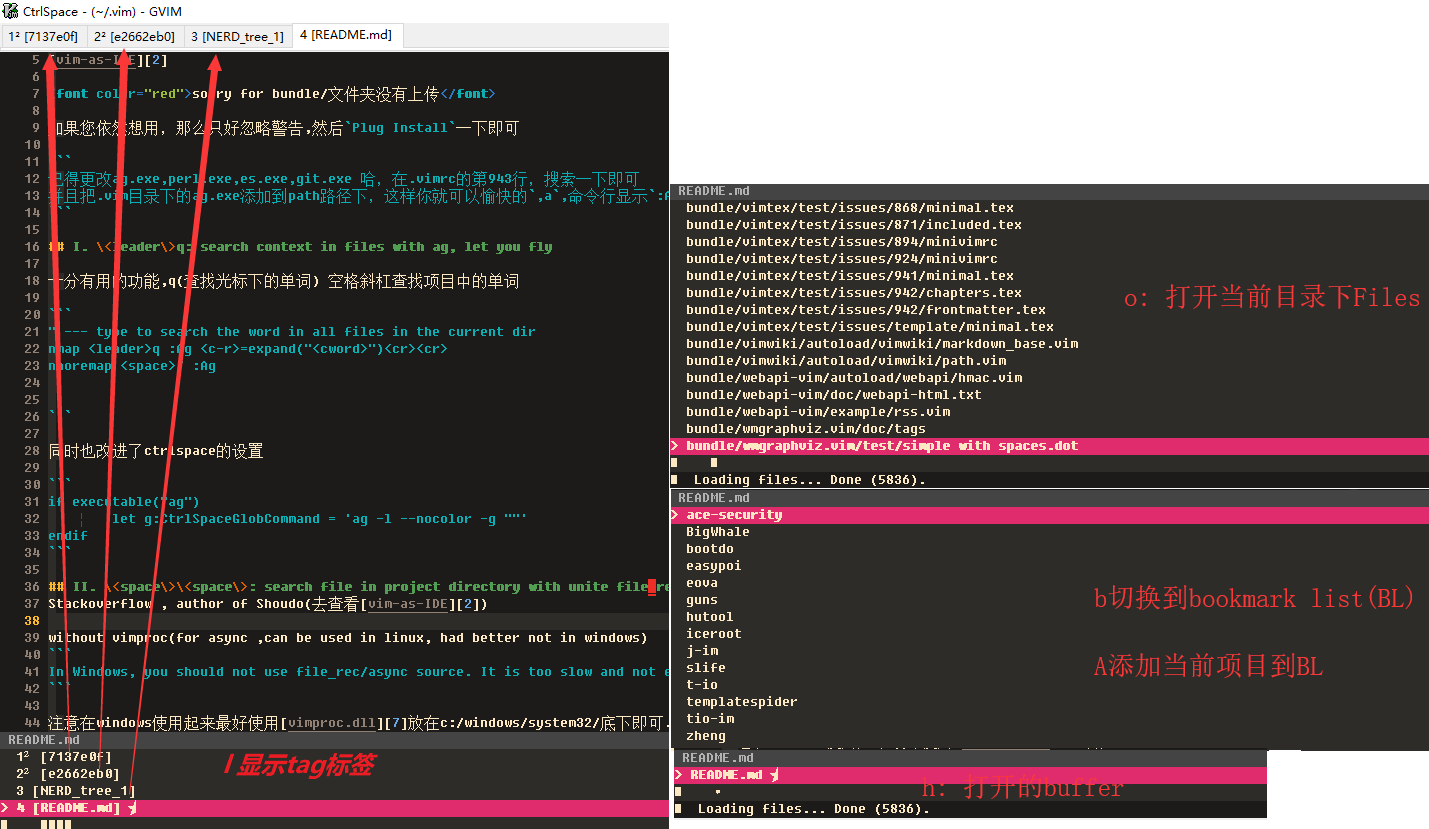 CtrlSpace - (~/.vim) - GVIM
1² [7137e0f] 2² [e2662eb0] 3 [NERD_tree_1] 4 [README.md]
5 [vim-as-IDE][2]
6
7 font color="red">sorry for bundle/文件夹没有上传</font>
8
9 如果您依然想用，那么只好忽略警告,然后`Plug Install`一下即可
10
11 ```
12 记得更改ag.exe,perl.exe,es.exe,git.exe 哈，在.vimrc的第943行，搜索一下即可
13 并且把.vim目录下的ag.exe添加到path路径下，这样你就可以愉快的`,a`,命令行显示`:A
14 ```
15
16 ## I. \<leader\>q: search context in files with ag, let you fly
17
18 十分有用的功能,q(查找光标下的单词) 空格斜杠查找项目中的单词
19
20 ```
21 " --- type to search the word in all files in the current dir
22 nmap <leader>q :Ag <c-r>=expand("<cword>")<cr><cr>
23 nnoremap <space>/ :Ag
24
25
26 ```
27
28 同时也改进了ctrlspace的设置
29
30 ```
31 if executable("ag")
32 let g:CtrlSpaceGlobCommand = 'ag -l --nocolor -g ""'
33 endif
34 ```
35
36 ## II. \<space\>\<space\>: search file in project directory with unite file_re
37 Stackoverflow , author of Shoudo(去查看[vim-as-IDE][2])
38
39 without vimproc(for async ,can be used in linux, had better not in windows)
40 ```
41 In Windows, you should not use file_rec/async source. It is too slow and not e
42 ```
43
44 注意在windows使用起来最好使用[vimproc.dll][7]放在c:/windows/system32/底下即可.
README.md
1² [7137e0f]
2² [e2662eb0]
3 [NERD_tree_1]
> 4 [README.md] ★
l 显示tag标签
README.md
bundle/vimtex/test/issues/868/minimal.tex
bundle/vimtex/test/issues/871/included.tex
bundle/vimtex/test/issues/894/minivimrc
bundle/vimtex/test/issues/924/minivimrc
bundle/vimtex/test/issues/941/minimal.tex
bundle/vimtex/test/issues/942/chapters.tex
bundle/vimtex/test/issues/942/frontmatter.tex
bundle/vimtex/test/issues/template/minimal.tex
bundle/vimwiki/autoload/vimwiki/markdown_base.vim
bundle/vimwiki/autoload/vimwiki/path.vim
bundle/webapi-vim/autoload/webapi/hmac.vim
bundle/webapi-vim/doc/webapi-html.txt
bundle/webapi-vim/example/rss.vim
bundle/wmgraphviz.vim/doc/tags
> bundle/wmgraphviz.vim/test/simple with spaces.dot
Loading files... Done (5836).
o: 打开当前目录下Files
README.md
> ace-security
BigWhale
bootdo
easypoi
eova
guns
hutool
iceroot
j-im
slife
t-io
templatespider
tio-im
zheng
b切换到bookmark list(BL)
A添加当前项目到BL
README.md
> README.md ★
h: 打开的buffer
Loading files... Done (5836).